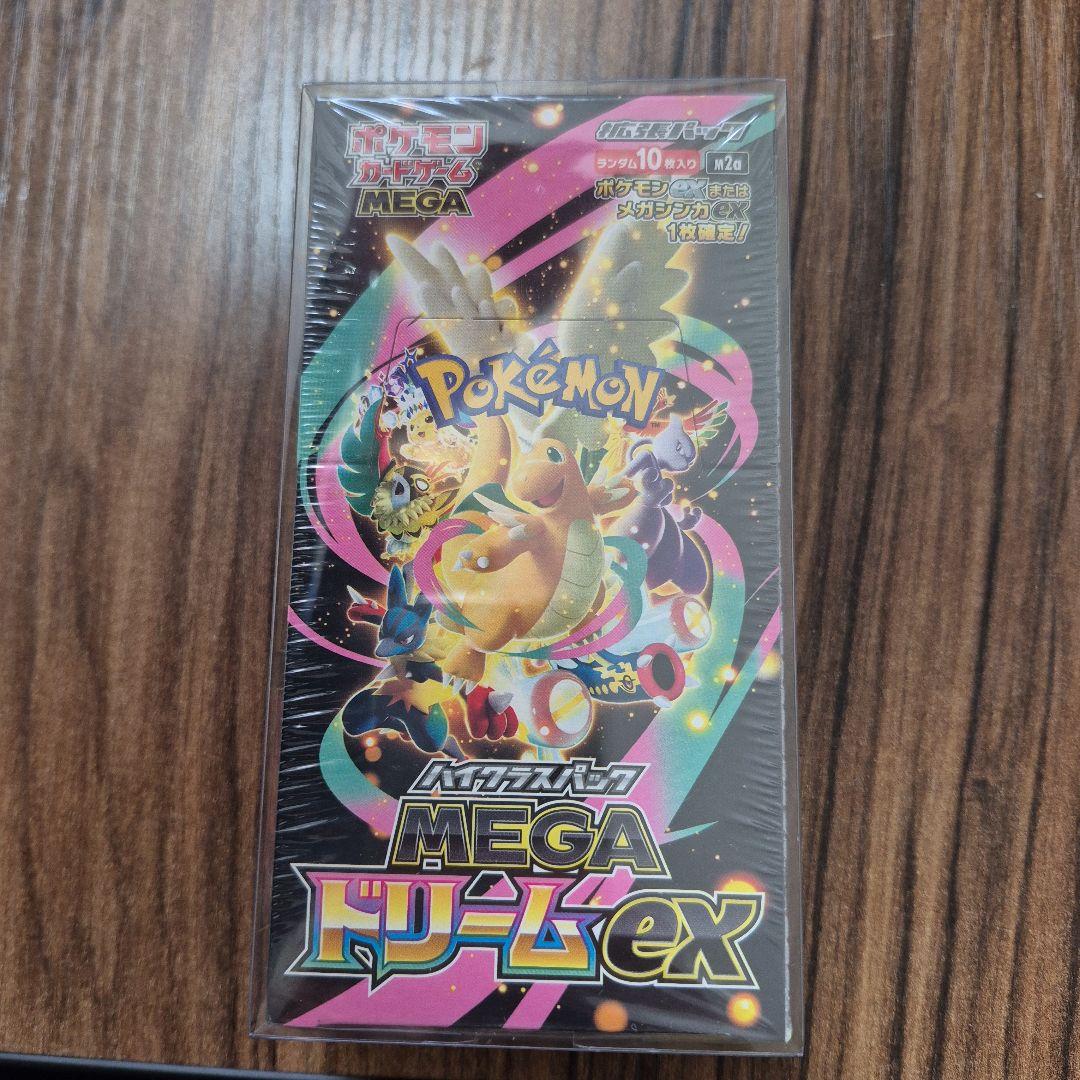 ポケモン
カードゲーム
MEGA
拡張パック
ランダム10枚入り M2a
ポケモンexまたは
メガシンカex
1枚確定!
POKÉMON
TM
ハイクラスパック
MEGA
ドリームex